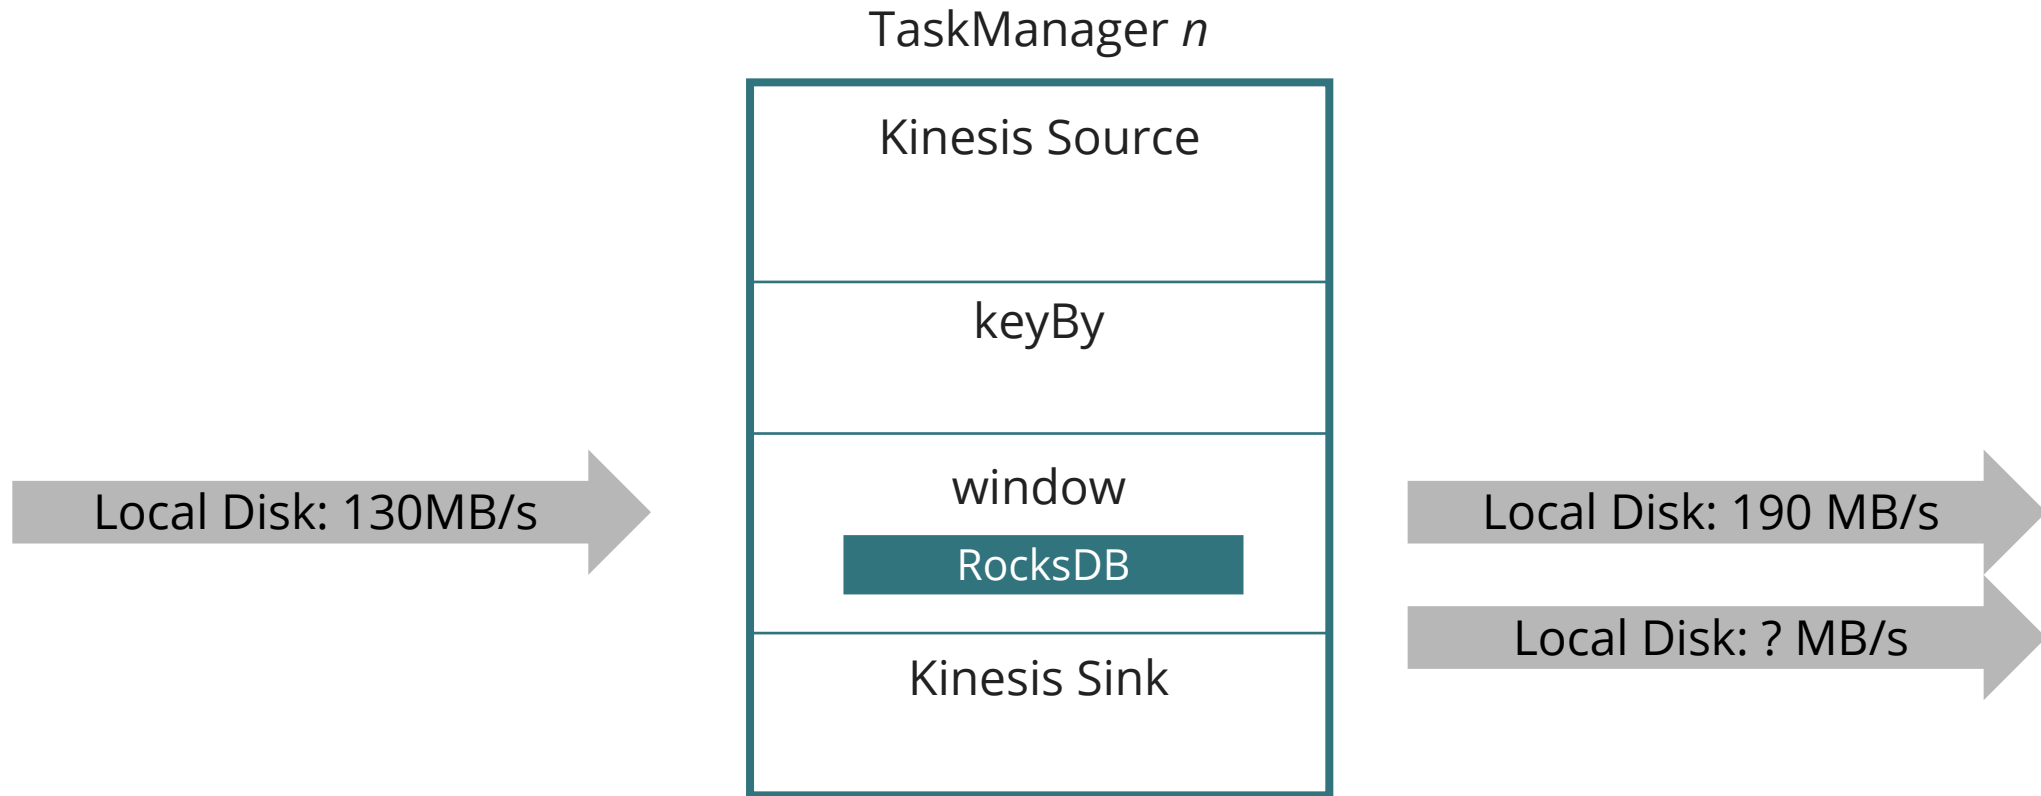 TaskManager n
Kinesis Source
keyBy
window
Local Disk: 130MB/s
Local Disk: 190 MB/s
RocksDB
Local Disk: ? MB/s
Kinesis Sink